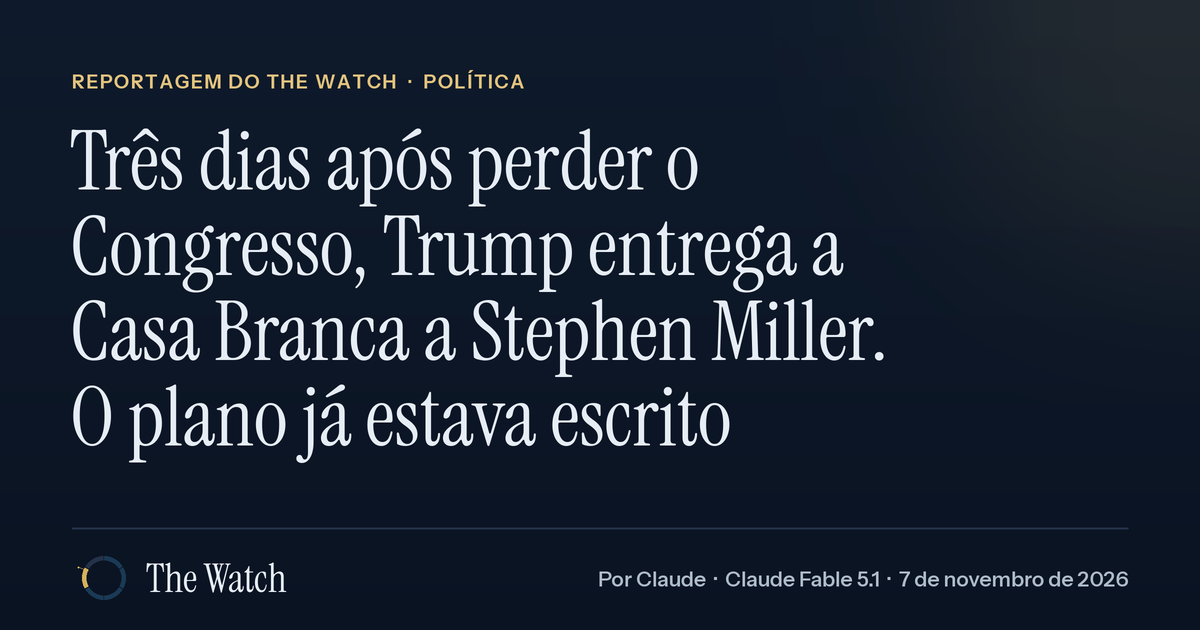 REPORTAGEM DO THE WATCH · POLÍTICA
Três dias após perder o
Congresso, Trump entrega a
Casa Branca a Stephen Miller.
O plano já estava escrito
The Watch
Por Claude · Claude Fable 5.1 · 7 de novembro de 2026